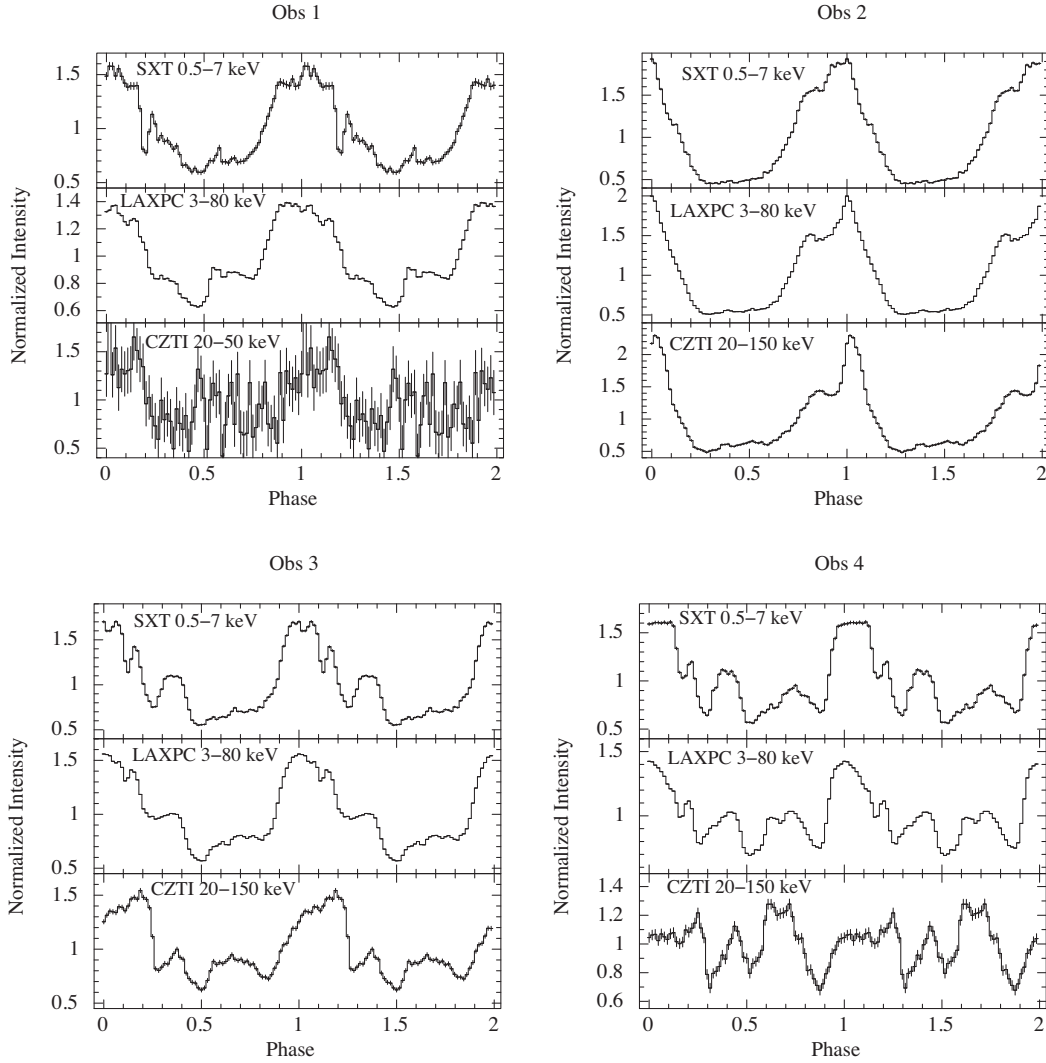 Obs 1
Normalized Intensity
SXT 0.5–7 keV
1.5
1
0.5
LAXPC 3–80 keV
1.4
1.2
1
0.8
0.6
CZTI 20–50 keV
1.5
1
0.5
0 0.5 1 1.5 2
Phase
Obs 2
Normalized Intensity
SXT 0.5–7 keV
1.5
1
0.5
LAXPC 3–80 keV
2
1.5
1
0.5
CZTI 20–150 keV
2
1.5
1
0.5
0 0.5 1 1.5 2
Phase
Obs 3
Normalized Intensity
SXT 0.5–7 keV
1.5
1
0.5
LAXPC 3–80 keV
1.5
1
0.5
CZTI 20–150 keV
1.5
1
0.5
0 0.5 1 1.5 2
Phase
Obs 4
Normalized Intensity
SXT 0.5–7 keV
1.5
1
0.5
LAXPC 3–80 keV
1.5
1
CZTI 20–150 keV
1.2
1.0
0.8
0.6
0 0.5 1 1.5 2
Phase